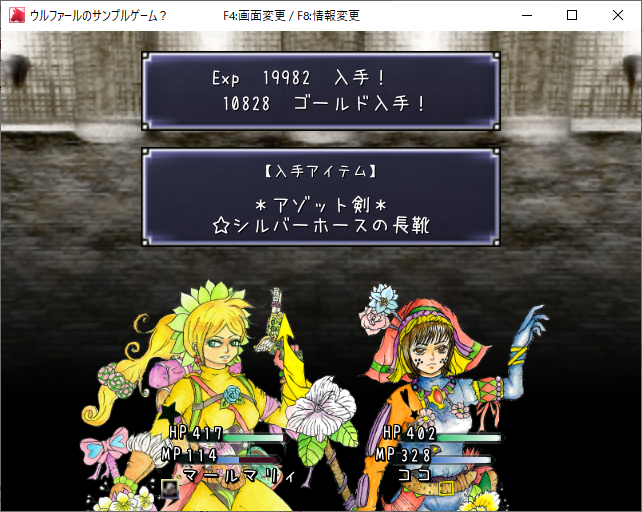 ウルファールのサンプルゲーム？ F4:画面変更 / F8:情報変更
Exp 19982 入手！
10828 ゴールド入手！
【入手アイテム】
＊アゾット剣＊
☆シルバーホースの長靴
HP 417
MP 114
マールマリィ
HP 402
MP 328
ココ